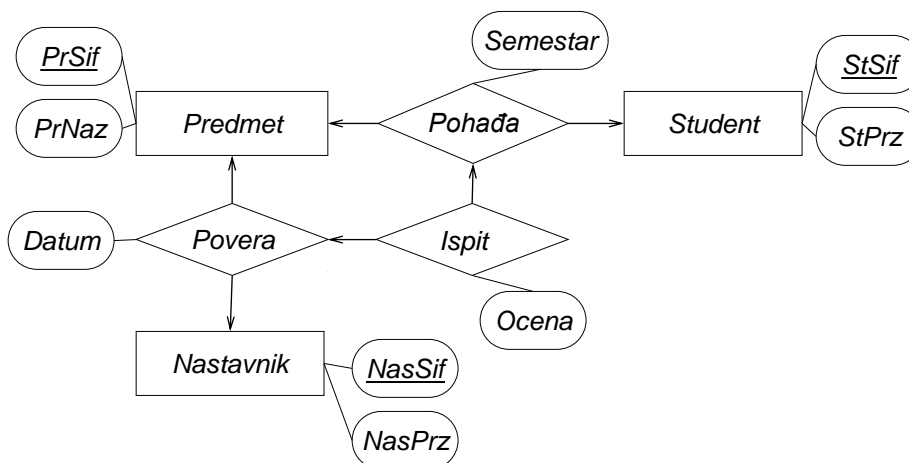 Semestar
PrSif
StSif
PrNaz
Predmet
Pohađa
Student
StPrz
Datum
Povera
Ispit
Ocena
Nastavnik
NasSif
NasPrz